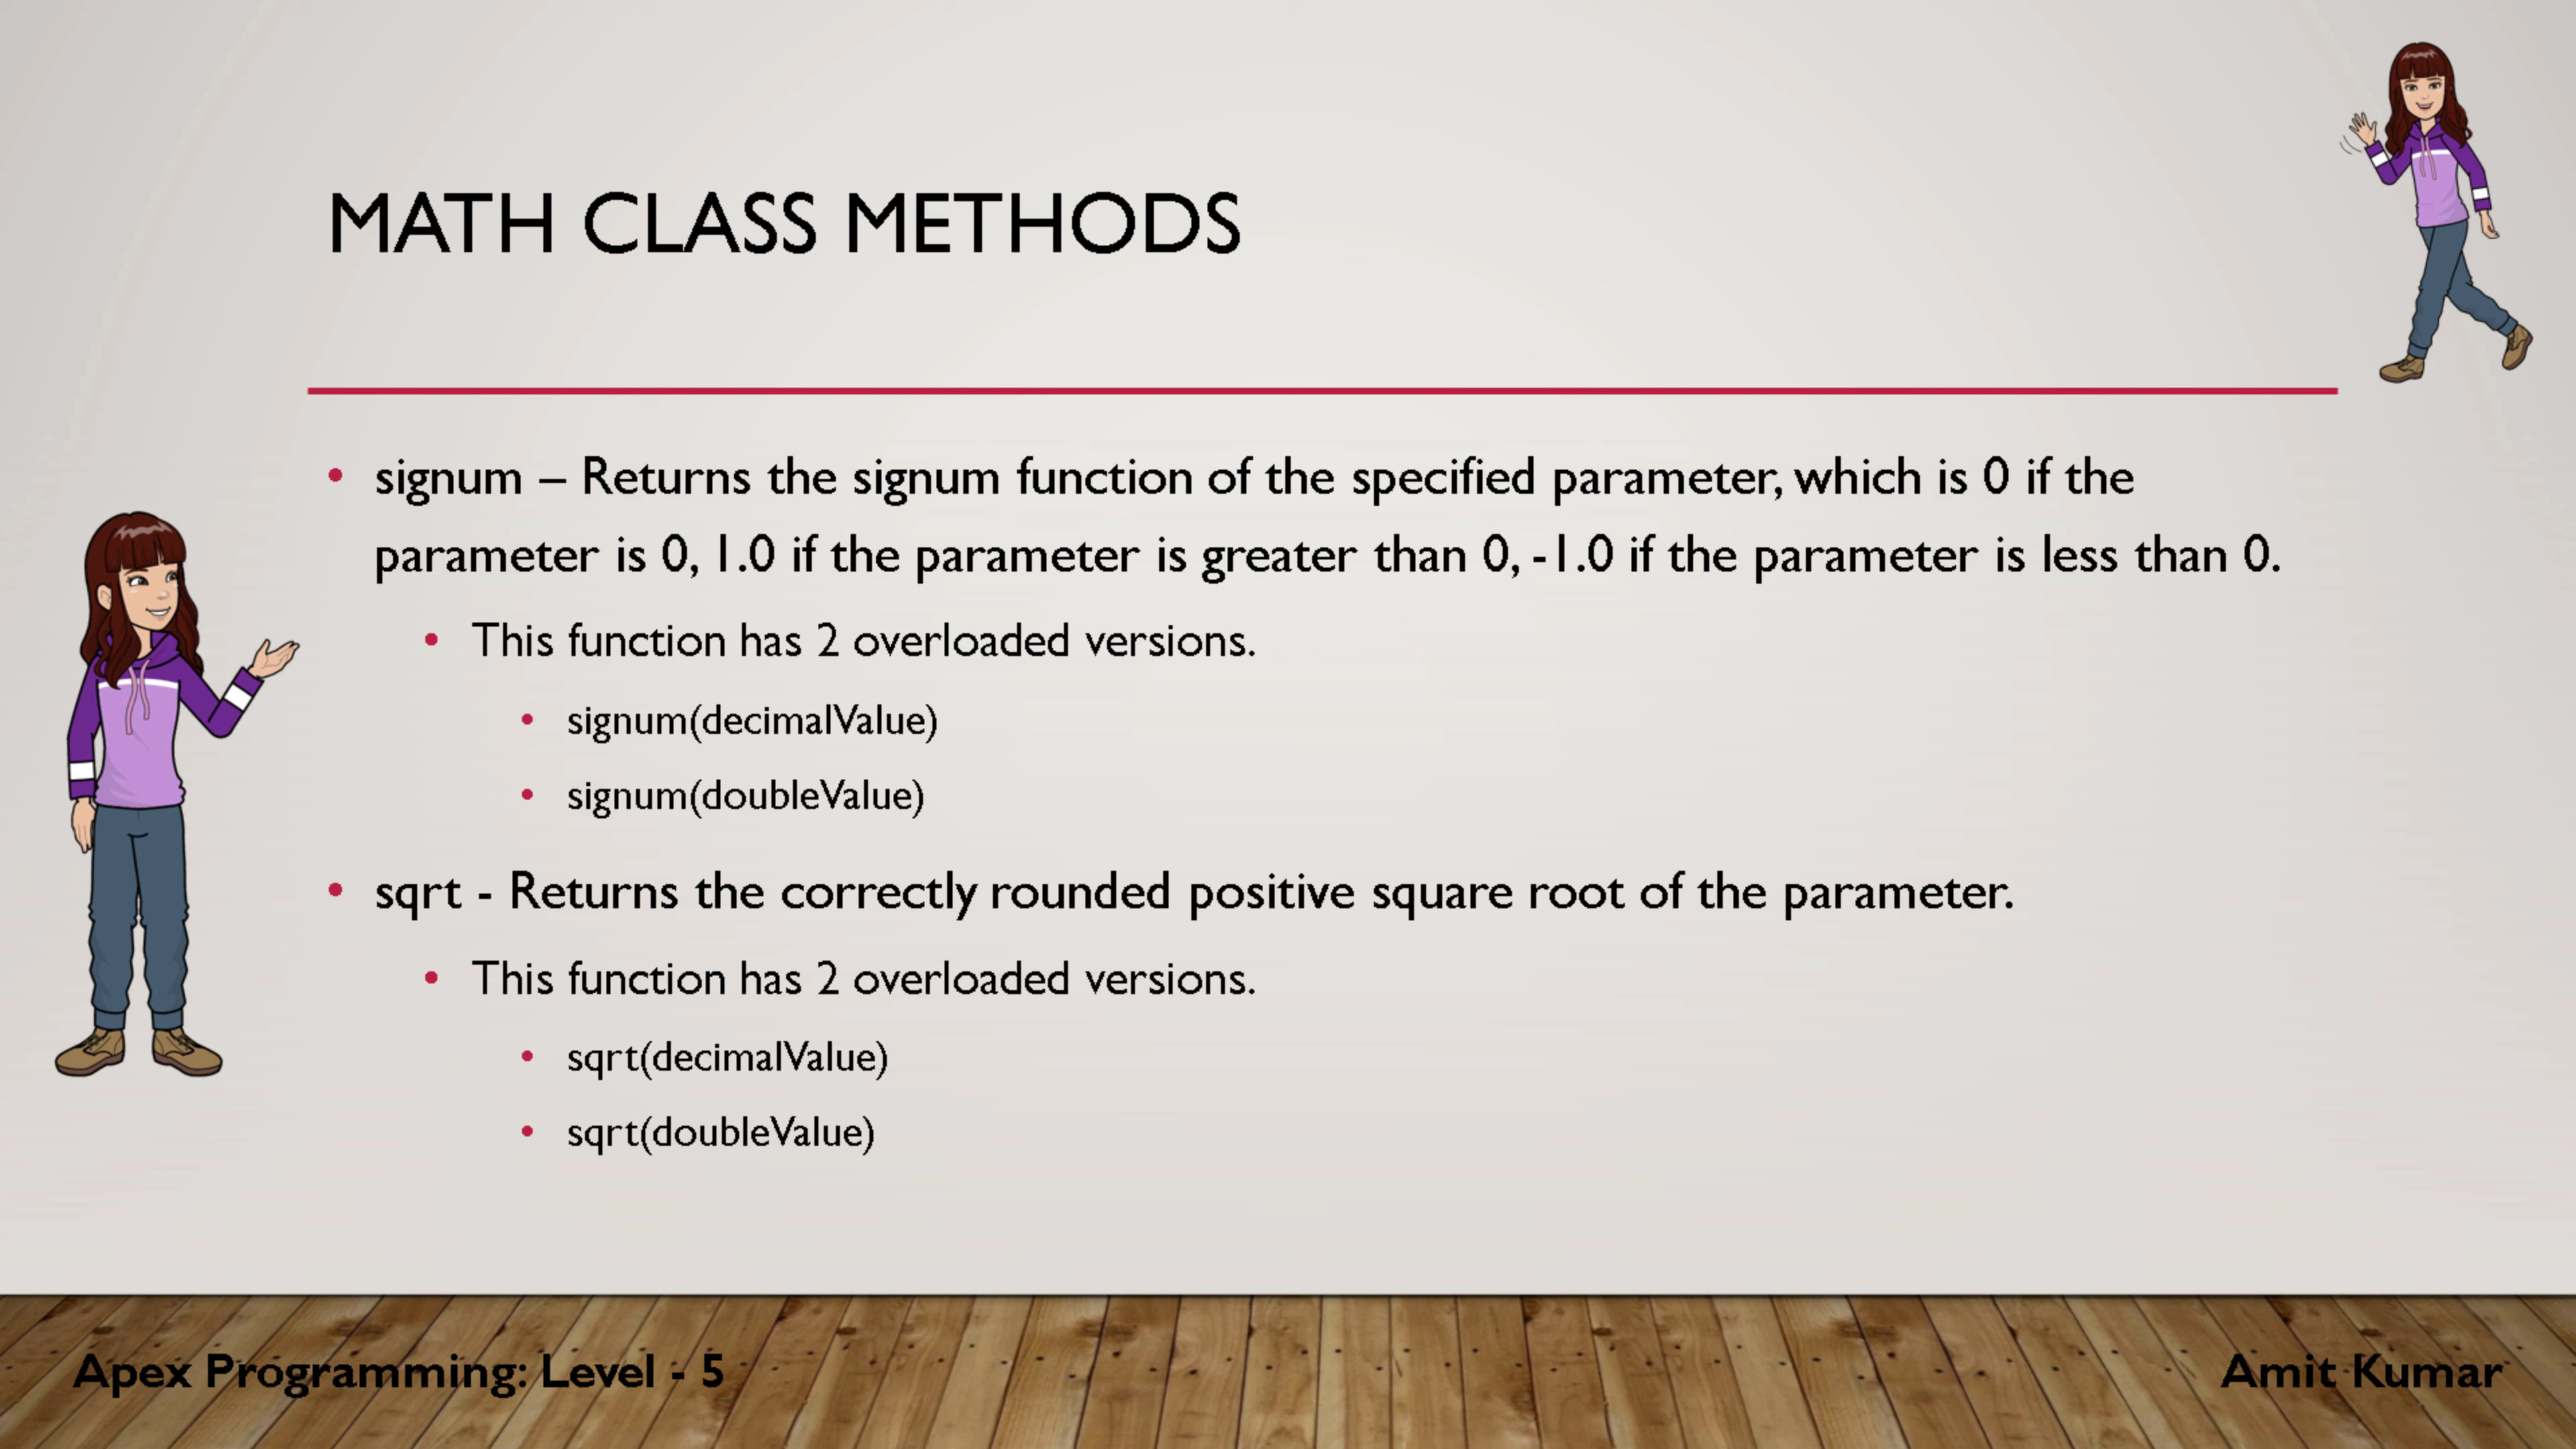 MATH CLASS METHODS
• signum – Returns the signum function of the specified parameter, which is 0 if the
parameter is 0, 1.0 if the parameter is greater than 0, -1.0 if the parameter is less than 0.
• This function has 2 overloaded versions.
• signum(decimalValue)
• signum(doubleValue)
• sqrt - Returns the correctly rounded positive square root of the parameter.
• This function has 2 overloaded versions.
• sqrt(decimalValue)
• sqrt(doubleValue)
Apex Programming: Level - 5
Amit Kumar